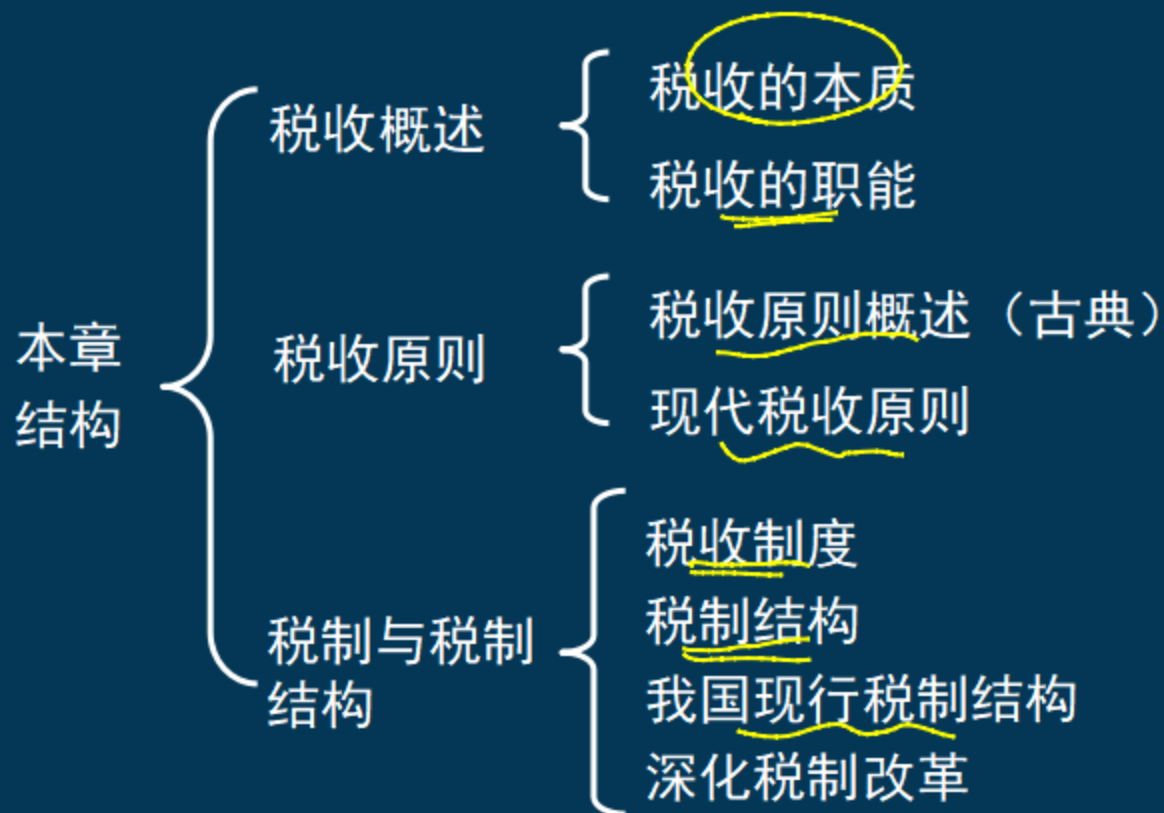 本章
结构
税收概述
税收的本质
税收的职能
税收原则
税收原则概述（古典）
现代税收原则
税制与税制
结构
税收制度
税制结构
我国现行税制结构
深化税制改革